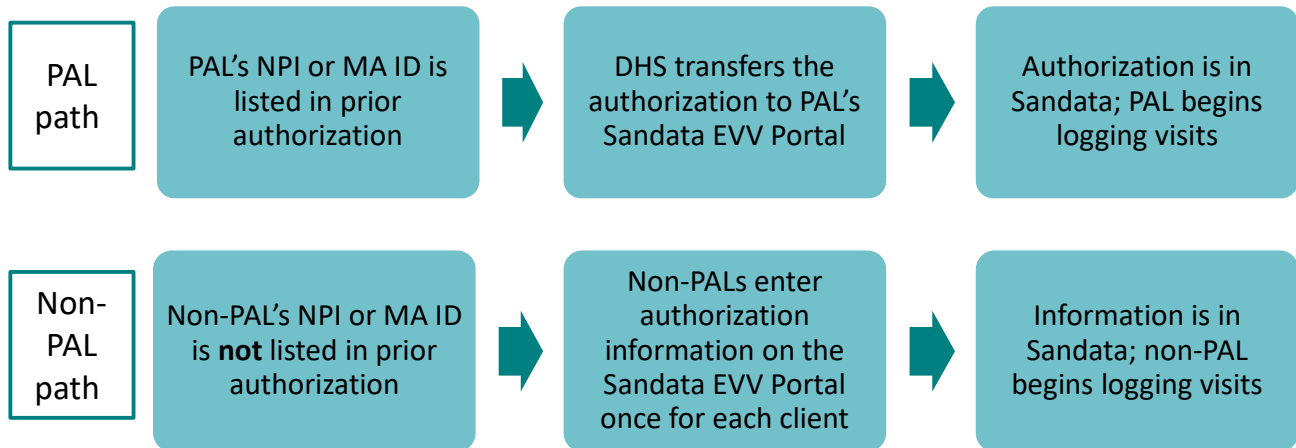 PAL
path
PAL’s NPI or MA ID is
listed in prior
authorization
DHS transfers the
authorization to PAL’s
Sandata EVV Portal
Authorization is in
Sandata; PAL begins
logging visits
Non-
PAL
path
Non-PAL’s NPI or MA ID
is not listed in prior
authorization
Non-PALs enter
authorization
information on the
Sandata EVV Portal
once for each client
Information is in
Sandata; non-PAL
begins logging visits